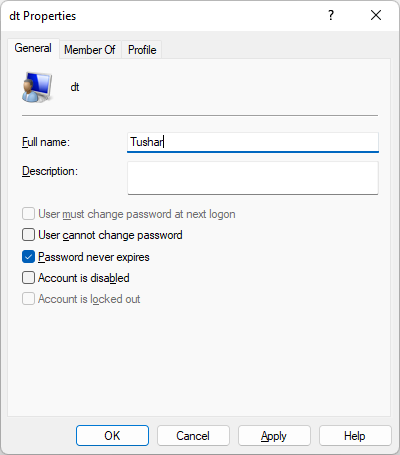 dt Properties
?
General Member Of Profile
dt
Full name: Tushar
Description:
User must change password at next logon
User cannot change password
Password never expires
Account is disabled
Account is locked out
OK Cancel Apply Help